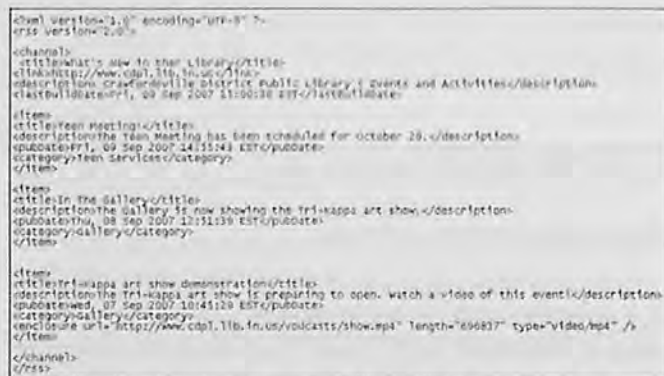 <?xml version="1.0" encoding="UTF-8" ?>
<rss version="2.0">
<channel>
<title>What's New in ther Library</title>
<link>http://www.cdpl.lib.in.us</link>
<description> Crawfordsville District Public Library : Events and Activities</description>
<lastBuildDate>Fri, 09 Sep 2007 11:00:30 EST</lastBuildDate>
<item>
<title>Teen Meeting!</title>
<description>The Teen Meeting has been scheduled for October 20.</description>
<pubDate>Fri, 09 Sep 2007 14:55:43 EST</pubDate>
<category>Teen Services</category>
</item>
<item>
<title>In The Gallery</title>
<description>The Gallery is now showing the Tri-Kappa art show.</description>
<pubDate>Thu, 08 Sep 2007 12:51:39 EST</pubDate>
<category>Gallery</category>
</item>
<item>
<title>Tri-Kappa art show demonstration</title>
<description>The Tri-Kappa art show is preparing to open. Watch a video of this event!</description>
<pubDate>Wed, 07 Sep 2007 10:45:29 EST</pubDate>
<category>Gallery</category>
<enclosure url="http://www.cdpl.lib.in.us/vodcasts/show.mp4" length="696837" type="video/mp4" />
</item>
</channel>
</rss>